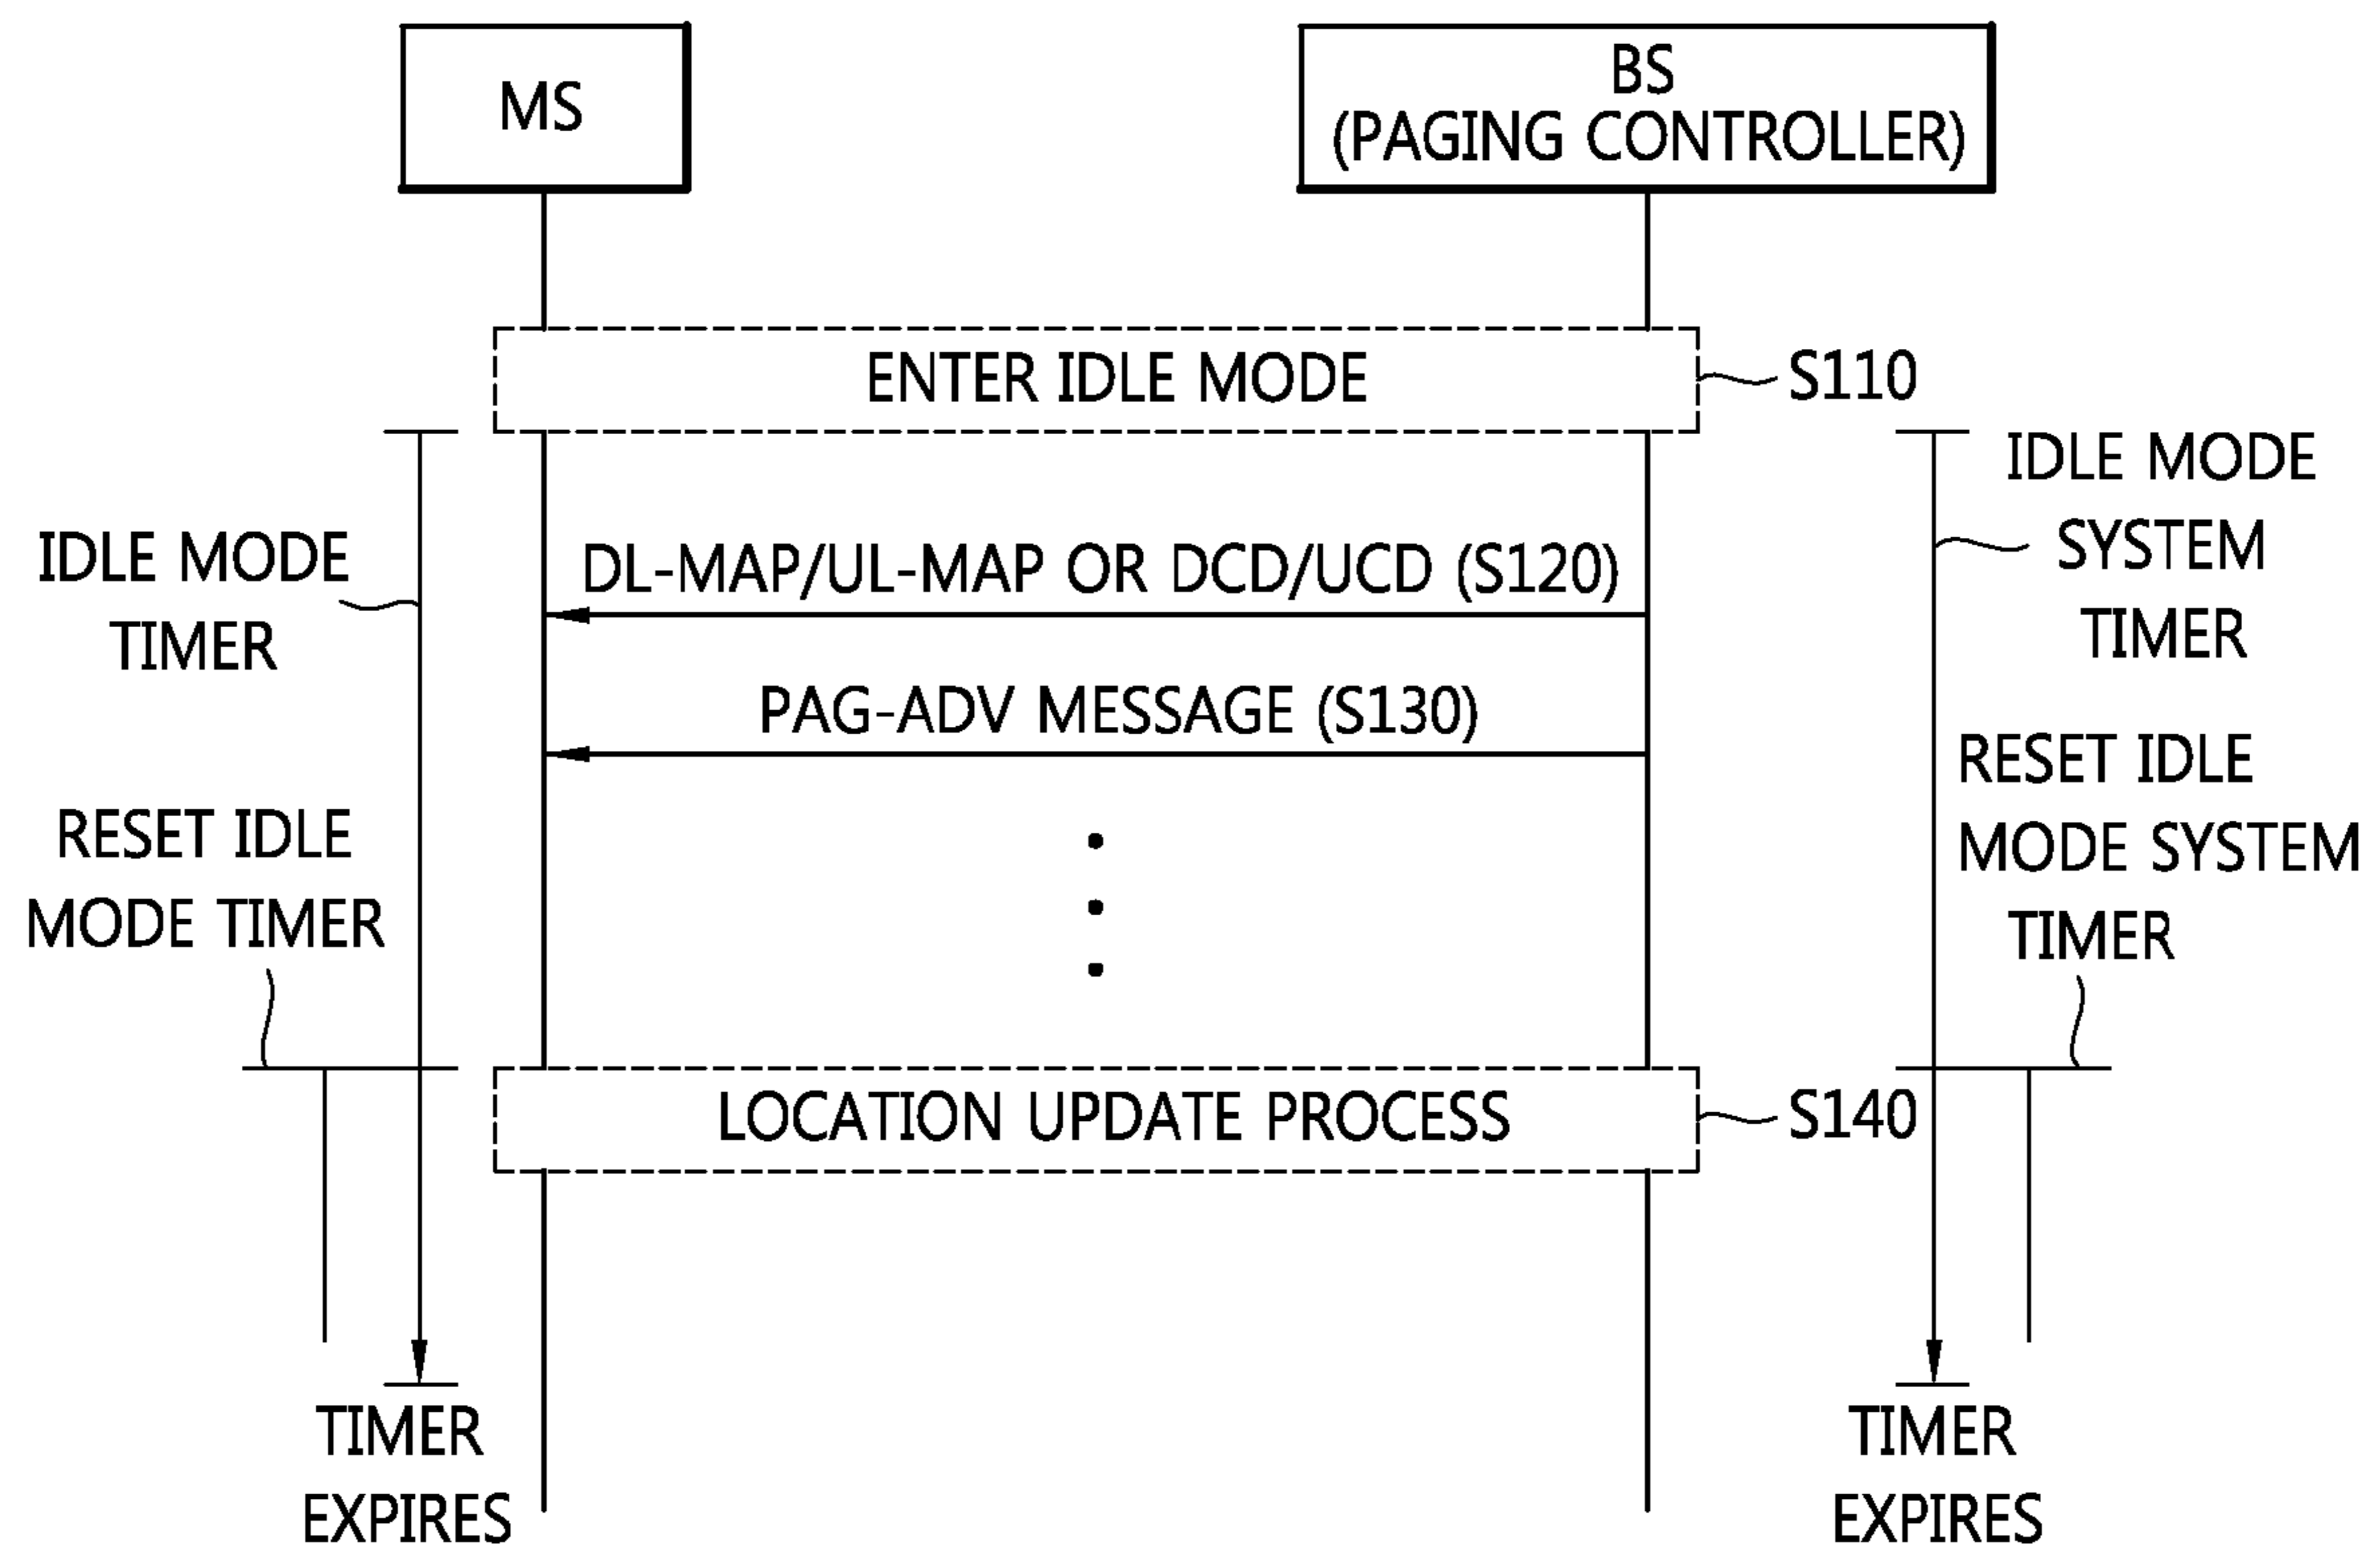 MS
BS
(PAGING CONTROLLER)
ENTER IDLE MODE
S110
IDLE MODE
TIMER
IDLE MODE
SYSTEM
TIMER
DL-MAP/UL-MAP OR DCD/UCD (S120)
PAG-ADV MESSAGE (S130)
RESET IDLE
MODE TIMER
RESET IDLE
MODE SYSTEM
TIMER
LOCATION UPDATE PROCESS
S140
TIMER
EXPIRES
TIMER
EXPIRES